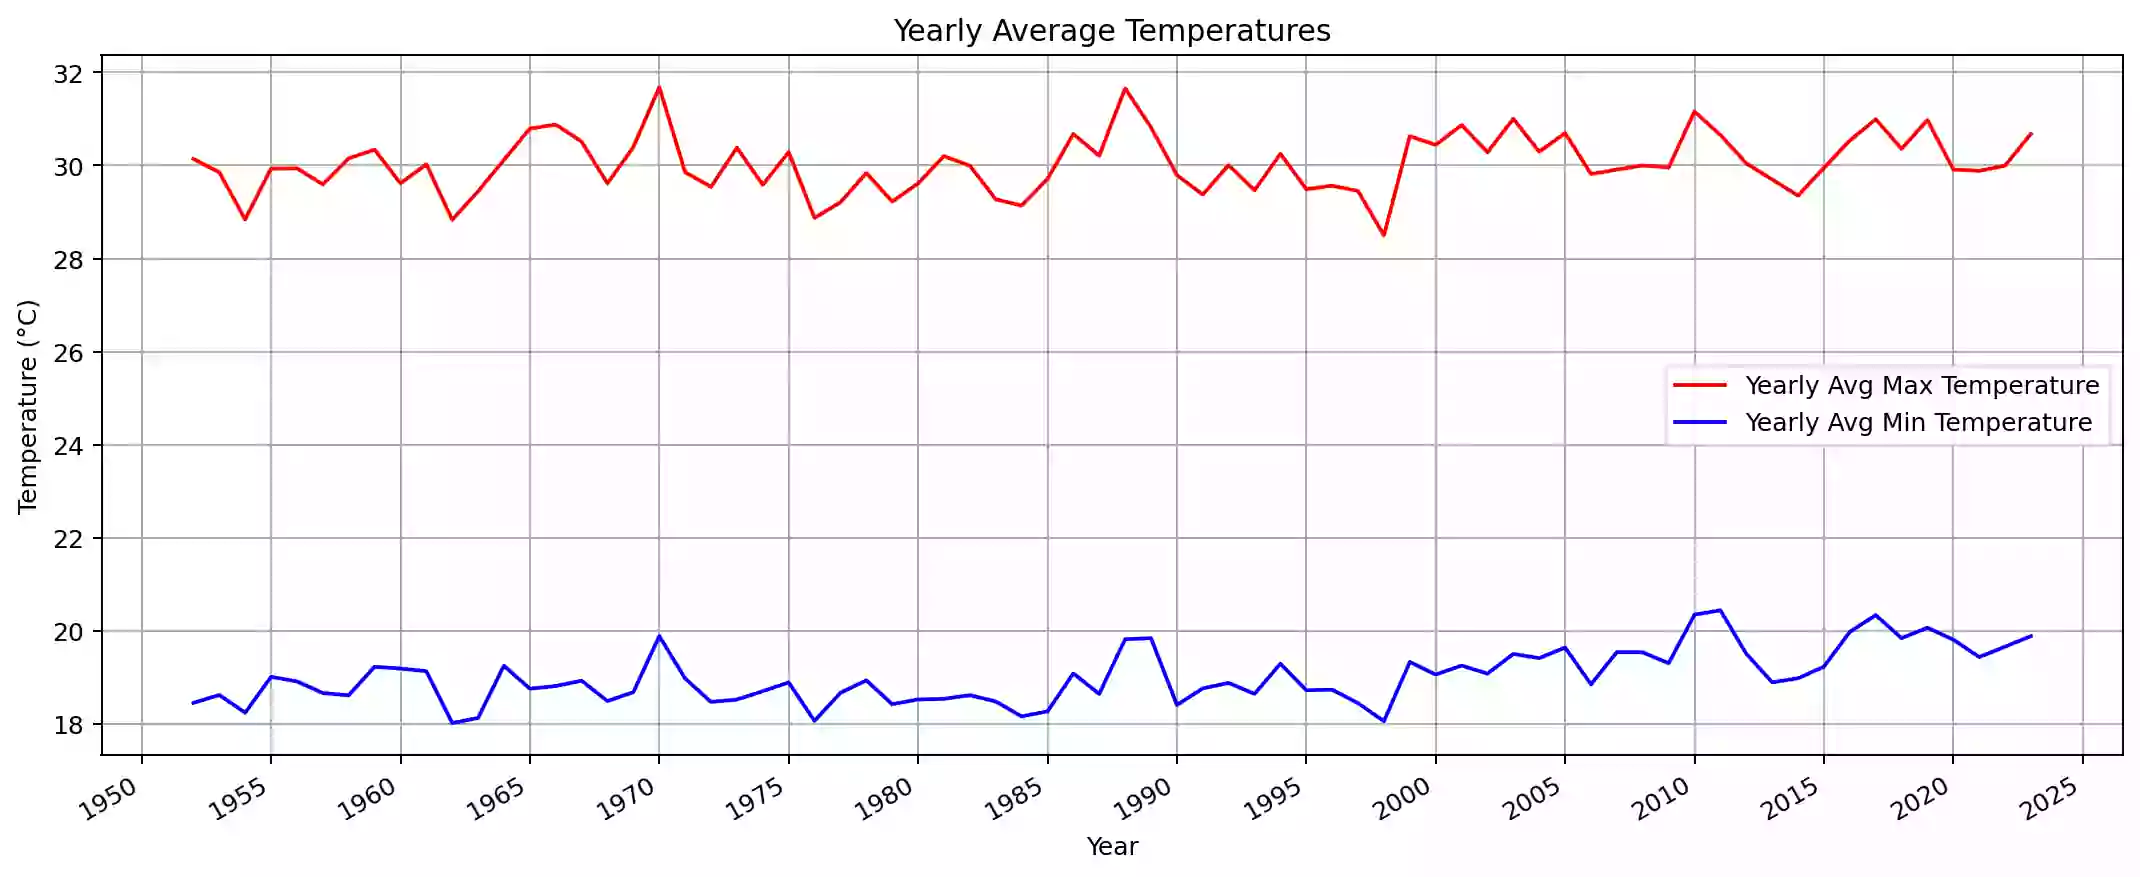 Yearly Average Temperatures
32
30
28
26
24
22
20
18
Temperature (°C)
Yearly Avg Max Temperature
Yearly Avg Min Temperature
1950 1955 1960 1965 1970 1975 1980 1985 1990 1995 2000 2005 2010 2015 2020 2025
Year